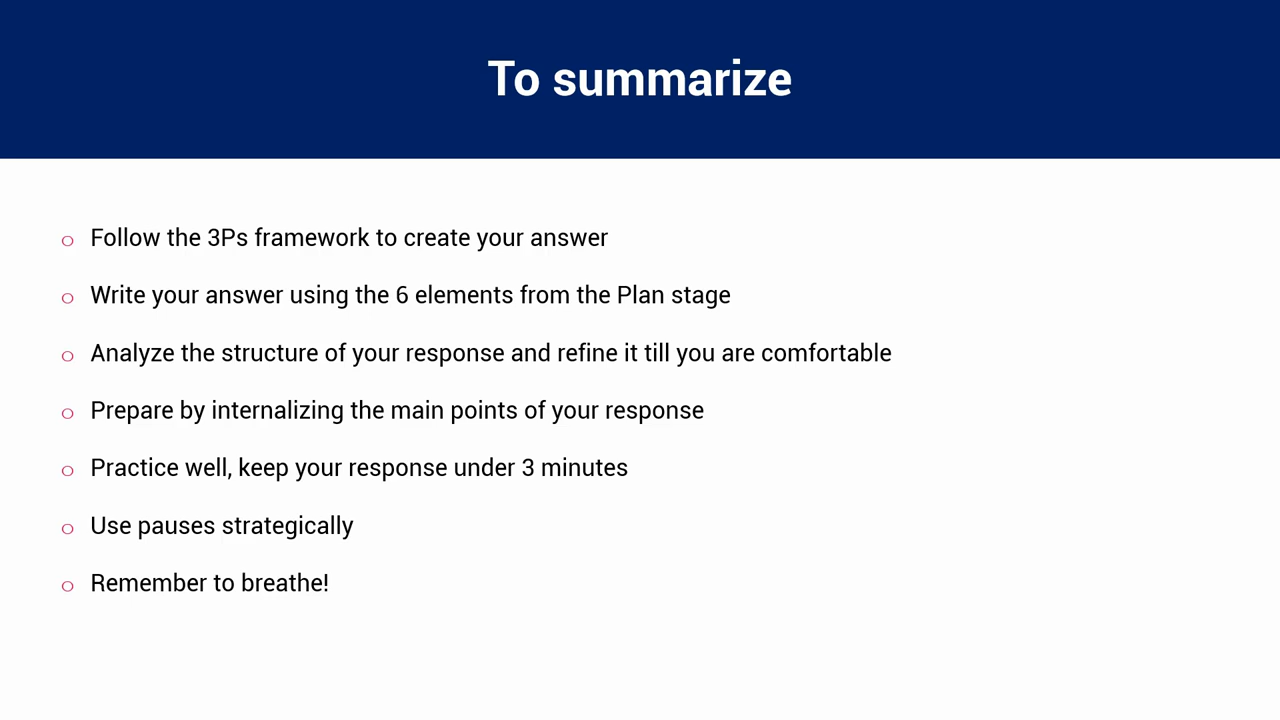 To summarize
o Follow the 3Ps framework to create your answer
o Write your answer using the 6 elements from the Plan stage
o Analyze the structure of your response and refine it till you are comfortable
o Prepare by internalizing the main points of your response
o Practice well, keep your response under 3 minutes
o Use pauses strategically
o Remember to breathe!